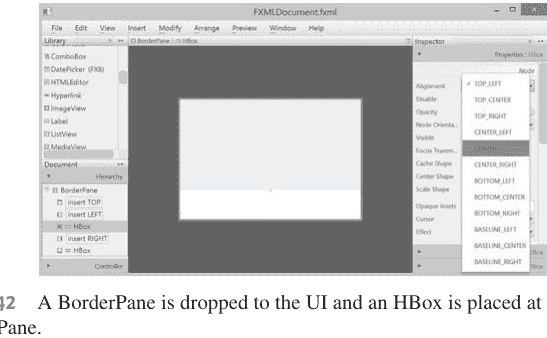 FXMLDocument.fxml
File Edit View Insert Modify Arrange Preview Window Help
Library
BorderPane HBox
Inspector
Properties : HBox
ComboBox
DatePicker (FX8)
HTMLEditor
Hyperlink
ImageView
Label
ListView
MediaView
Document
Hierarchy
BorderPane
insert TOP
insert LEFT
HBox
insert RIGHT
HBox
Controller
Node
Alignment
Disable
Opacity
Node Orienta...
Visible
Focus Traver...
Cache Shape
Center Shape
Scale Shape
Opaque Insets
Cursor
Effect
TOP_LEFT
TOP_CENTER
TOP_RIGHT
CENTER_LEFT
CENTER
CENTER_RIGHT
BOTTOM_LEFT
BOTTOM_CENTER
BOTTOM_RIGHT
BASELINE_LEFT
BASELINE_CENTER
BASELINE_RIGHT
42 A BorderPane is dropped to the UI and an HBox is placed at
Pane.